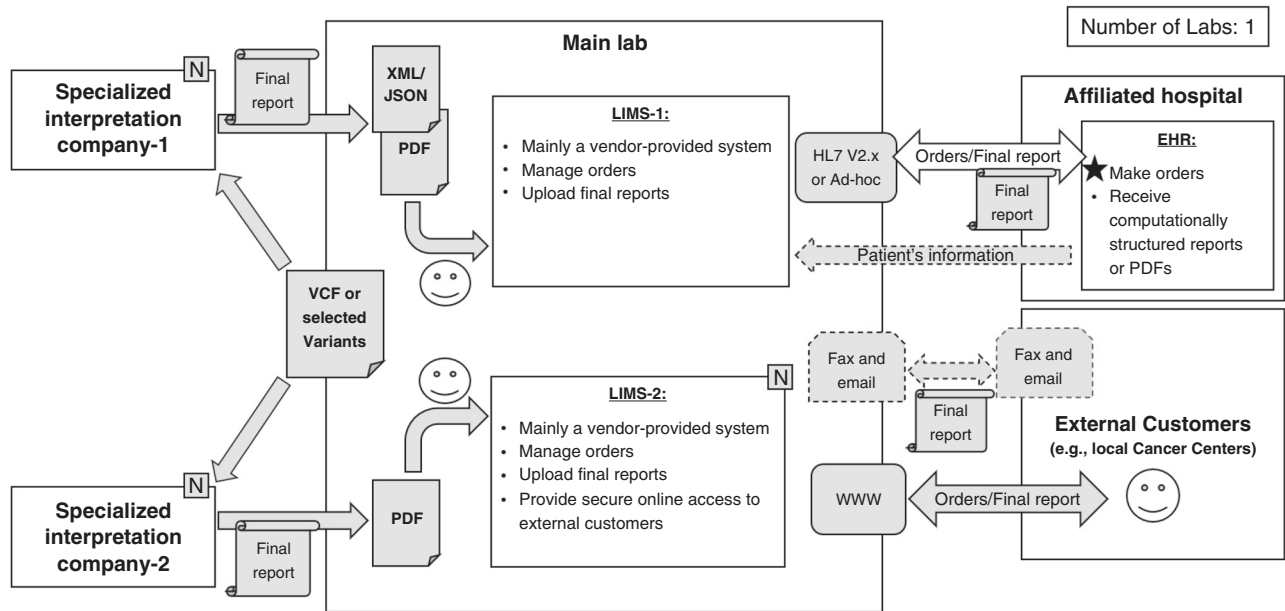 Number of Labs: 1
N
Specialized
interpretation
company-1
Final
report
Main lab
XML/
JSON
PDF
LIMS-1:
• Mainly a vendor-provided system
• Manage orders
• Upload final reports
HL7 V2.x
or Ad-hoc
Orders/Final report
Final
report
Patient's information
Affiliated hospital
EHR:
Make orders
• Receive
computationally
structured reports
or PDFs
VCF or
selected
Variants
N
Specialized
interpretation
company-2
Final
report
PDF
N
LIMS-2:
• Mainly a vendor-provided system
• Manage orders
• Upload final reports
• Provide secure online access to
external customers
Fax and
email
Fax and
email
Final
report
WWW
Orders/Final report
External Customers
(e.g., local Cancer Centers)